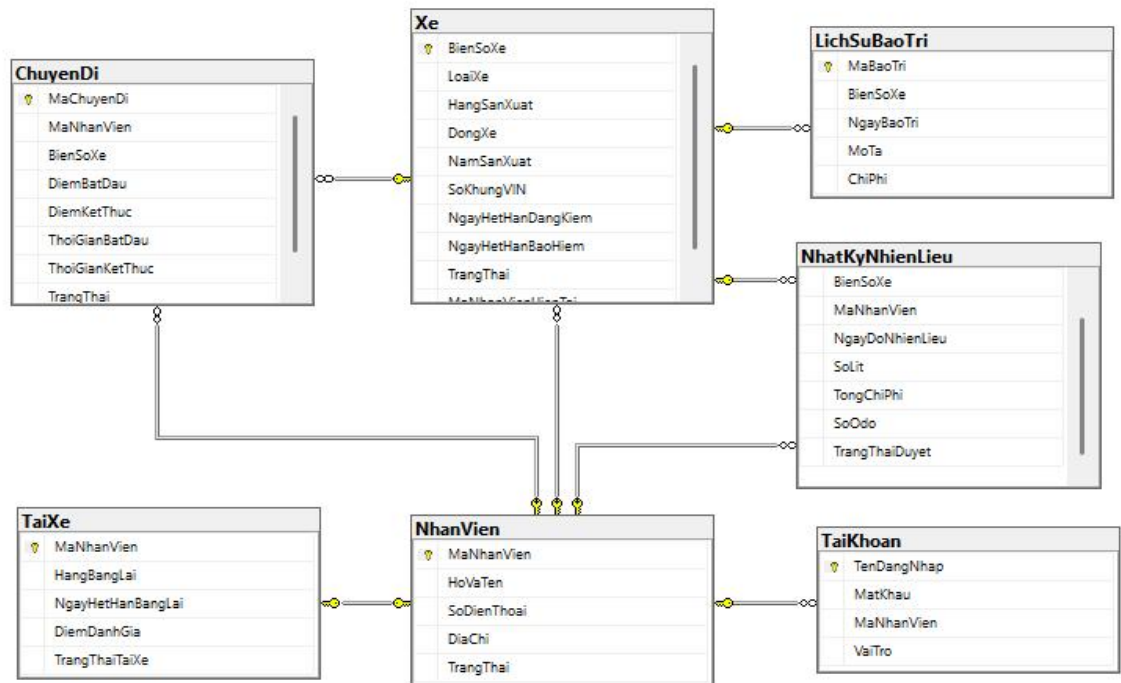 Xe
BienSoXe
LoaiXe
HangSanXuat
DongXe
NamSanXuat
SoKhungVIN
NgayHetHanDangKiem
NgayHetHanBaoHiem
TrangThai
MaNhanVienHienTai
LichSuBaoTri
MaBaoTri
BienSoXe
NgayBaoTri
MoTa
ChiPhi
ChuyenDi
MaChuyenDi
MaNhanVien
BienSoXe
DiemBatDau
DiemKetThuc
ThoiGianBatDau
ThoiGianKetThuc
TrangThai
NhatKyNhienLieu
BienSoXe
MaNhanVien
NgayDoNhienLieu
SoLit
TongChiPhi
SoOdo
TrangThaiDuyet
TaiXe
MaNhanVien
HangBangLai
NgayHetHanBangLai
DiemDanhGia
TrangThaiTaiXe
NhanVien
MaNhanVien
HoVaTen
SoDienThoai
DiaChi
TrangThai
TaiKhoan
TenDangNhap
MatKhau
MaNhanVien
VaiTro